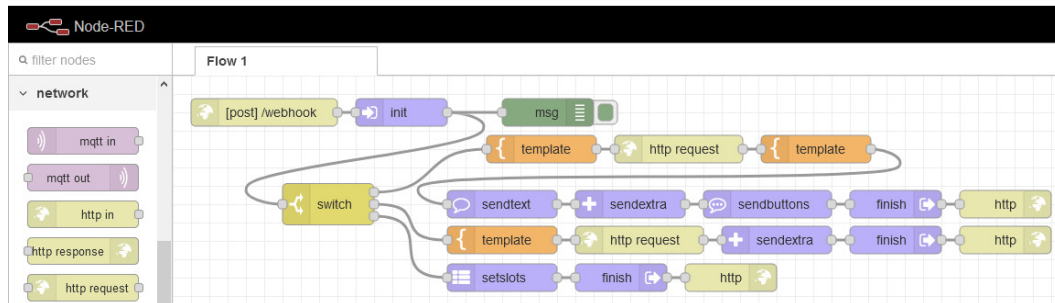 Node-RED
filter nodes
Flow 1
network
mqtt in
mqtt out
http in
http response
http request
[post] /webhook init msg
template http request template
switch
sendtext sendextra sendbuttons finish http
template http request sendextra finish http
setslots finish http